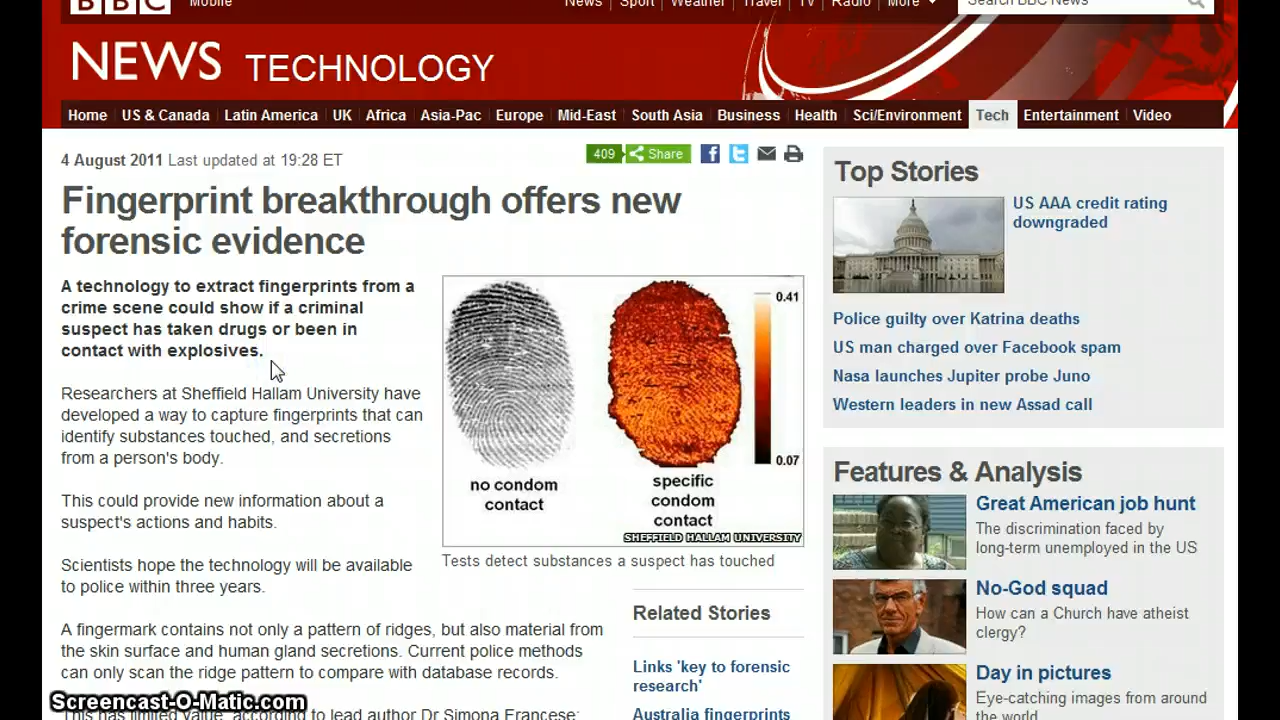 BBC Mobile News Sport Weather Travel TV Radio More Search BBC News
NEWS TECHNOLOGY
Home US & Canada Latin America UK Africa Asia-Pac Europe Mid-East South Asia Business Health Sci/Environment Tech Entertainment Video
4 August 2011 Last updated at 19:28 ET
409 Share
Fingerprint breakthrough offers new
forensic evidence
A technology to extract fingerprints from a
crime scene could show if a criminal
suspect has taken drugs or been in
contact with explosives.
Researchers at Sheffield Hallam University have
developed a way to capture fingerprints that can
identify substances touched, and secretions
from a person's body.
This could provide new information about a
suspect's actions and habits.
Scientists hope the technology will be available
to police within three years.
A fingermark contains not only a pattern of ridges, but also material from
the skin surface and human gland secretions. Current police methods
can only scan the ridge pattern to compare with database records.
This has limited value, according to lead author Dr Simona Francese:
0.41
0.07
no condom
contact
specific
condom
contact
SHEFFIELD HALLAM UNIVERSITY
Tests detect substances a suspect has touched
Related Stories
Links 'key to forensic
research'
Australia fingerprints
Top Stories
US AAA credit rating
downgraded
Police guilty over Katrina deaths
US man charged over Facebook spam
Nasa launches Jupiter probe Juno
Western leaders in new Assad call
Features & Analysis
Great American job hunt
The discrimination faced by
long-term unemployed in the US
No-God squad
How can a Church have atheist
clergy?
Day in pictures
Eye-catching images from around
the world
Screencast-O-Matic.com